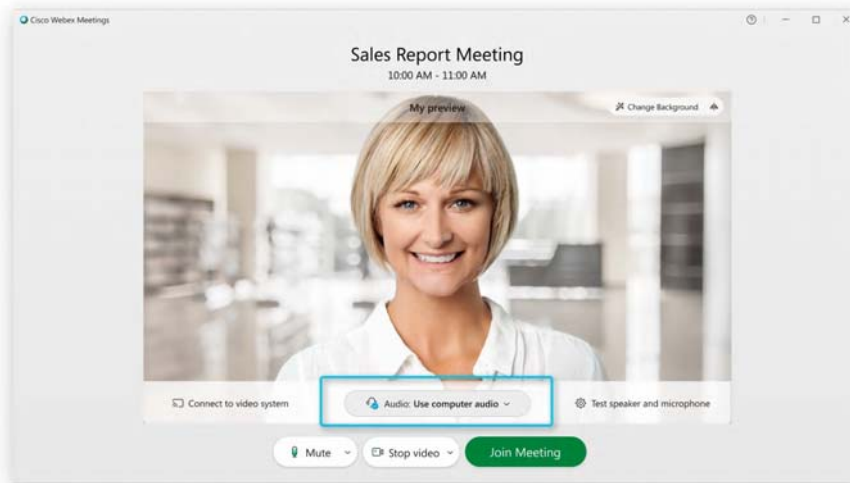 Cisco Webex Meetings
Sales Report Meeting
10:00 AM - 11:00 AM
My preview
Change Background
Connect to video system
Audio: Use computer audio
Test speaker and microphone
Mute
Stop video
Join Meeting